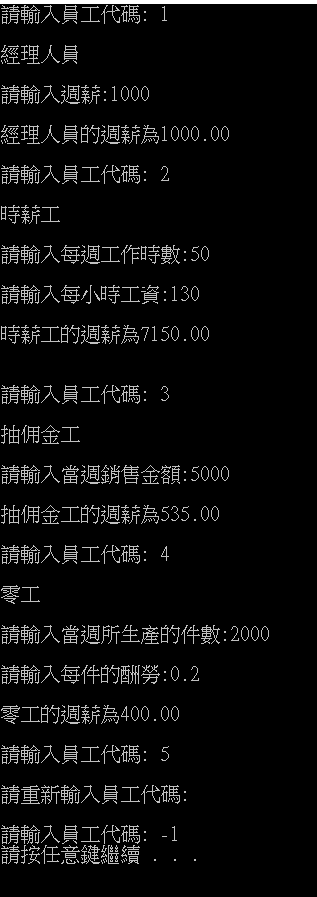 請輸入員工代碼: 1
經理人員
請輸入週薪:1000
經理人員的週薪為1000.00
請輸入員工代碼: 2
時薪工
請輸入每週工作時數:50
請輸入每小時工資:130
時薪工的週薪為7150.00
請輸入員工代碼: 3
抽佣金工
請輸入當週銷售金額:5000
抽佣金工的週薪為535.00
請輸入員工代碼: 4
零工
請輸入當週所生產的件數:2000
請輸入每件的酬勞:0.2
零工的週薪為400.00
請輸入員工代碼: 5
請重新輸入員工代碼:
請輸入員工代碼: -1
請按任意鍵繼續 . . .